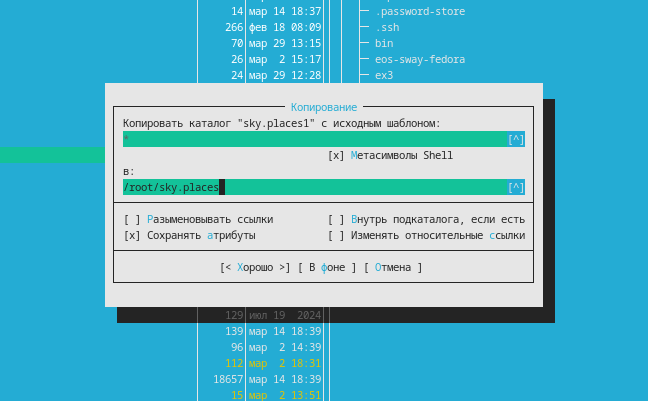 14 мар 14 18:37 .password-store
266 фев 18 08:09 .ssh
70 мар 29 13:15 bin
26 мар 2 15:17 eos-sway-fedora
24 мар 29 12:28 ex3
Копирование
Копировать каталог "sky.places1" с исходным шаблоном:
* [^]
[x] Метасимволы Shell
в:
/root/sky.places [^]
[ ] Разыменовывать ссылки [ ] Внутрь подкаталога, если есть
[x] Сохранять атрибуты [ ] Изменять относительные ссылки
[< Хорошо >] [ В фоне ] [ Отмена ]
129 июл 19 2024
139 мар 14 18:39
96 мар 2 14:39
112 мар 2 18:31
18657 мар 14 18:39
15 мар 2 13:51